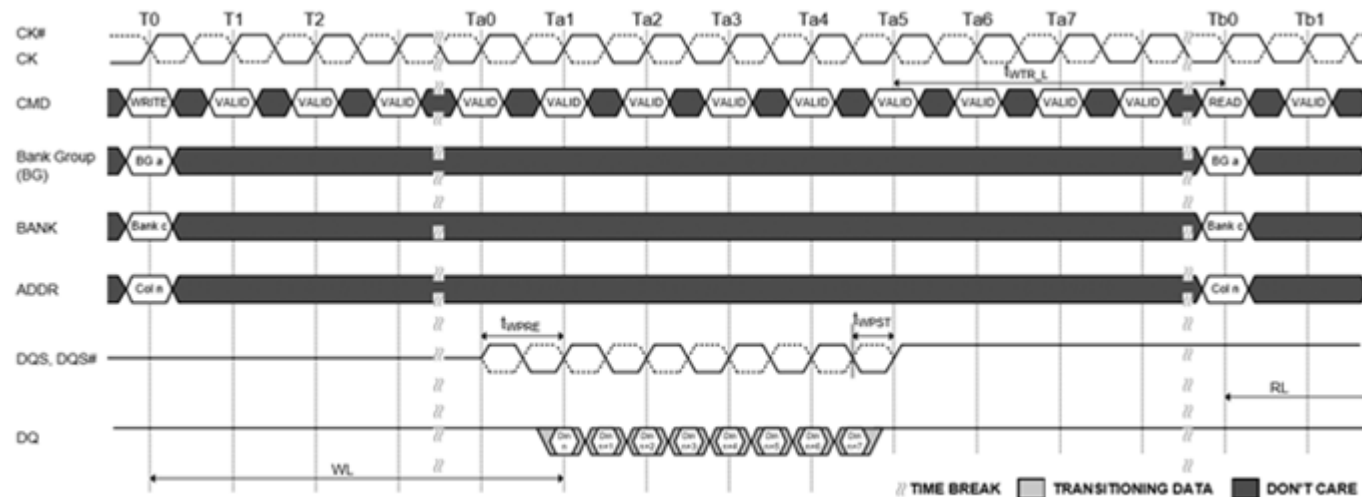 T0 T1 T2 Ta0 Ta1 Ta2 Ta3 Ta4 Ta5 Ta6 Ta7 Tb0 Tb1
CK#
CK
tWTR_L
CMD WRITE VALID VALID VALID VALID VALID VALID VALID VALID VALID VALID VALID VALID READ VALID
Bank Group
(BG)
BG a BG a
BANK Bank c Bank c
ADDR Col n Col n
tWPRE tWPST
DQS, DQS#
RL
DQ Din n Din n+1 Din n+2 Din n+3 Din n+4 Din n+5 Din n+6 Din n+7
WL
TIME BREAK TRANSITIONING DATA DON'T CARE